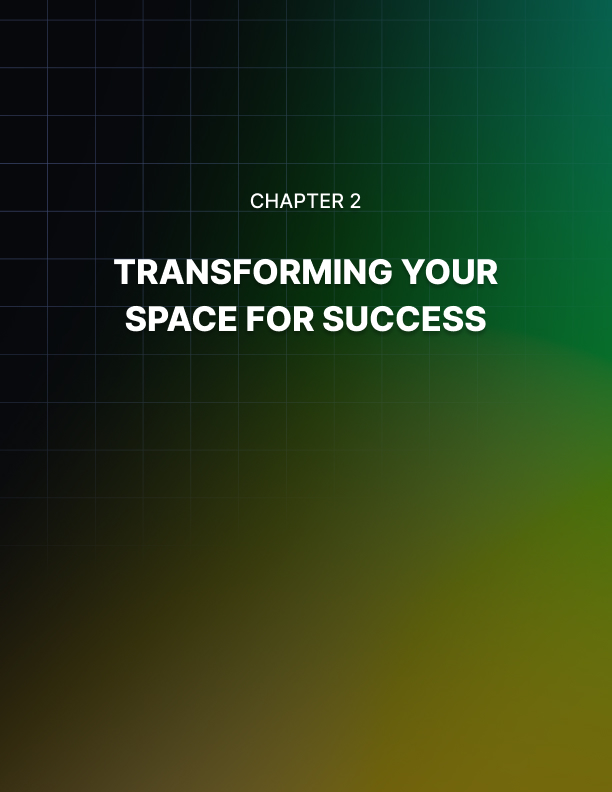 CHAPTER 2
TRANSFORMING YOUR
SPACE FOR SUCCESS